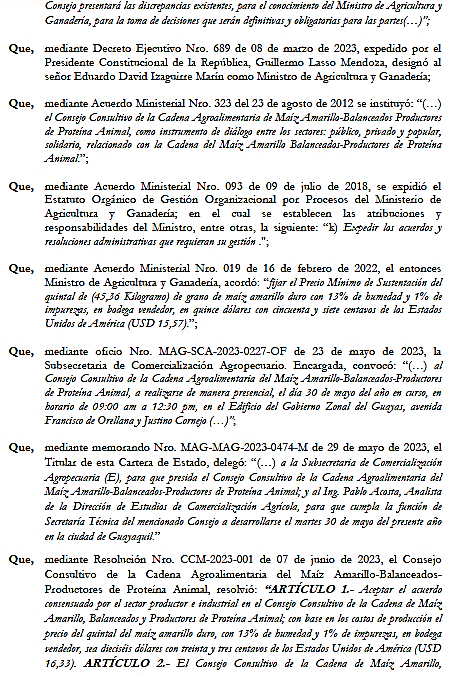 Consejo presentará las discrepancias existentes, para el conocimiento del Ministro de Agricultura y
Ganadería, para la toma de decisiones que serán definitivas y obligatorias para las partes(…)”;
Que, mediante Decreto Ejecutivo Nro. 689 de 08 de marzo de 2023, expedido por el
Presidente Constitucional de la República, Guillermo Lasso Mendoza, designó al
señor Eduardo David Izaguirre Marín como Ministro de Agricultura y Ganadería;
Que, mediante Acuerdo Ministerial Nro. 323 del 23 de agosto de 2012 se instituyó: “(…)
el Consejo Consultivo de la Cadena Agroalimentaria de Maíz Amarillo-Balanceados Productores
de Proteína Animal, como instrumento de diálogo entre los sectores: público, privado y popular,
solidario, relacionado con la Cadena del Maíz Amarillo Balanceados-Productores de Proteína
Animal.”;
Que, mediante Acuerdo Ministerial Nro. 093 de 09 de julio de 2018, se expidió el
Estatuto Orgánico de Gestión Organizacional por Procesos del Ministerio de
Agricultura y Ganadería; en el cual se establecen las atribuciones y
responsabilidades del Ministro, entre otras, la siguiente: “k) Expedir los acuerdos y
resoluciones administrativas que requieran su gestión .”;
Que, mediante Acuerdo Ministerial Nro. 019 de 16 de febrero de 2022, el entonces
Ministro de Agricultura y Ganadería, acordó: “fijar el Precio Mínimo de Sustentación del
quintal de (45,36 Kilogramo) de grano de maíz amarillo duro con 13% de humedad y 1% de
impurezas, en bodega vendedor, en quince dólares con cincuenta y siete centavos de los Estados
Unidos de América (USD 15,57).”;
Que, mediante oficio Nro. MAG-SCA-2023-0227-OF de 23 de mayo de 2023, la
Subsecretaria de Comercialización Agropecuario. Encargada, convocó: “(…) al
Consejo Consultivo de la Cadena Agroalimentaria del Maíz Amarillo-Balanceados-Productores
de Proteína Animal, a realizarse de manera presencial, el día 30 de mayo del año en curso, en
horario de 09:00 am a 12:30 pm, en el Edificio del Gobierno Zonal del Guayas, avenida
Francisco de Orellana y Justino Cornejo (…)”;
Que, mediante memorando Nro. MAG-MAG-2023-0474-M de 29 de mayo de 2023, el
Titular de esta Cartera de Estado, delegó: “(…) a la Subsecretaria de Comercialización
Agropecuaria (E), para que presida el Consejo Consultivo de la Cadena Agroalimentaria del
Maíz Amarillo-Balanceados-Productores de Proteína Animal; y al Ing. Pablo Acosta, Analista
de la Dirección de Estudios de Comercialización Agrícola, para que cumpla la función de
Secretaría Técnica del mencionado Consejo a desarrollarse el martes 30 de mayo del presente año
en la ciudad de Guayaquil.”
Que, mediante Resolución Nro. CCM-2023-001 de 07 de junio de 2023, el Consejo
Consultivo de la Cadena Agroalimentaria del Maíz Amarillo-Balanceados-
Productores de Proteína Animal, resolvió: “ARTÍCULO 1.- Aceptar el acuerdo
consensuado por el sector productor e industrial en el Consejo Consultivo de la Cadena de Maíz
Amarillo, Balanceados y Productores de Proteína Animal; con base en los costos de producción el
precio del quintal del maíz amarillo duro, con 13% de humedad y 1% de impurezas, en bodega
vendedor, sea dieciséis dólares con treinta y tres centavos de los Estados Unidos de América (USD
16,33). ARTÍCULO 2.- El Consejo Consultivo de la Cadena de Maíz Amarillo,